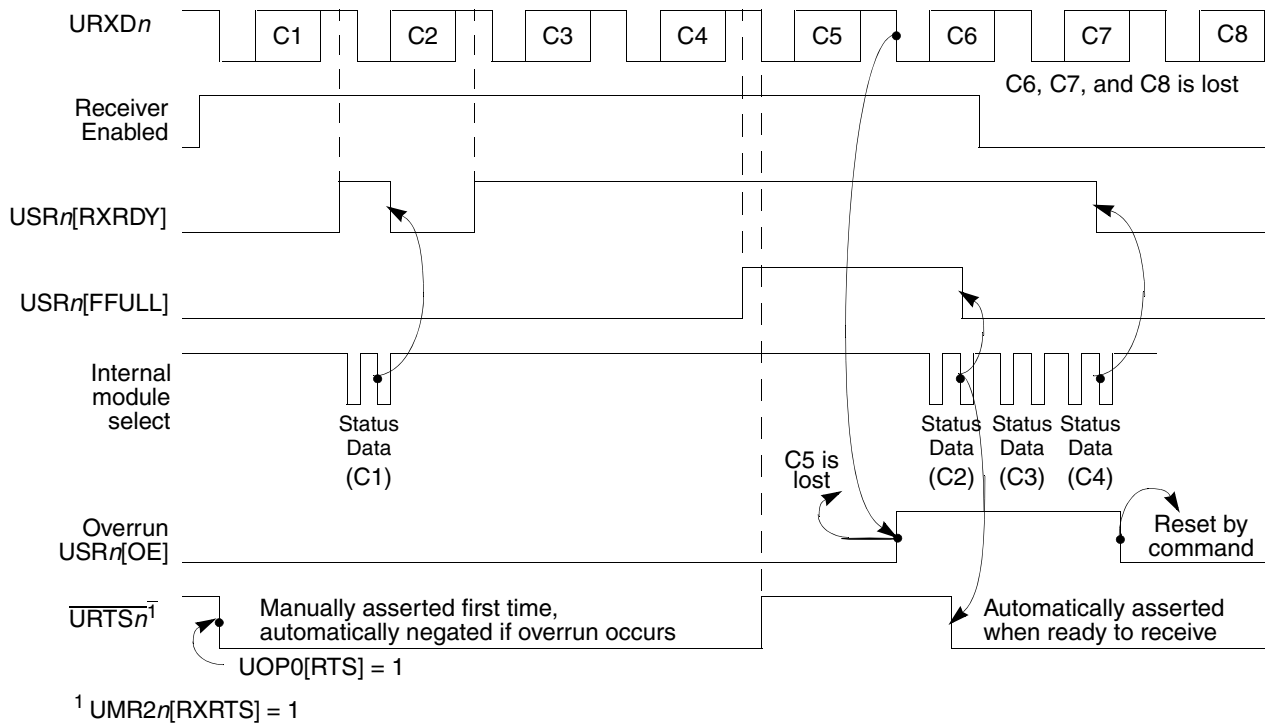 URXDn
C1 C2 C3 C4 C5 C6 C7 C8
C6, C7, and C8 is lost
Receiver
Enabled
USRn[RXRDY]
USRn[FFULL]
Internal
module
select
Status
Data
(C1)
Status
Data
(C2)
Status
Data
(C3)
Status
Data
(C4)
C5 is
lost
Overrun
USRn[OE]
Reset by
command
URTSn1
Manually asserted first time,
automatically negated if overrun occurs
Automatically asserted
when ready to receive
UOP0[RTS] = 1
1 UMR2n[RXRTS] = 1